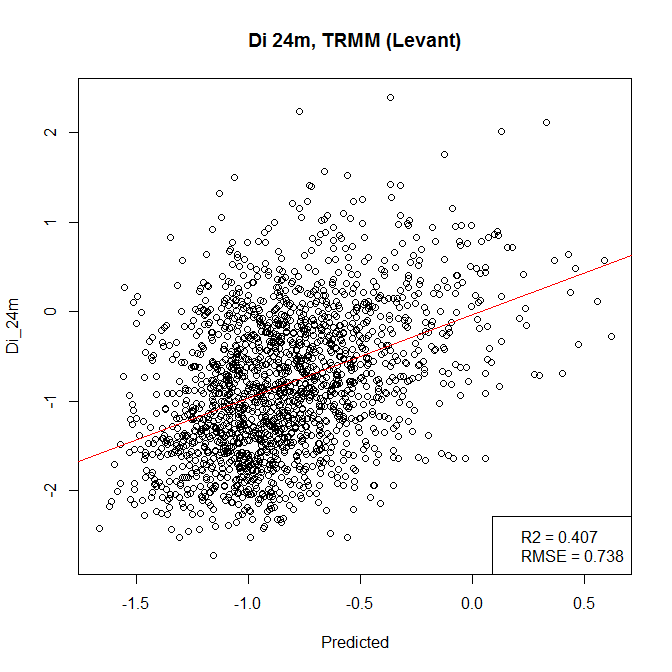 Di 24m, TRMM (Levant)
Di_24m
2
1
0
-1
-2
R2 = 0.407
RMSE = 0.738
-1.5 -1.0 -0.5 0.0 0.5
Predicted